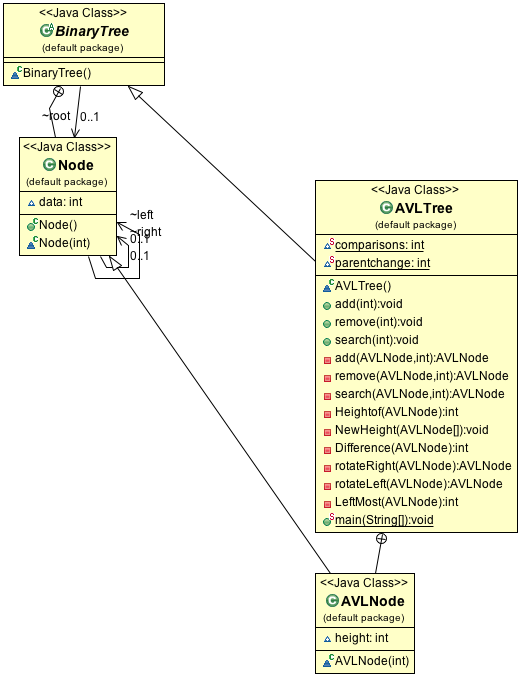 <<Java Class>>
BinaryTree
(default package)
BinaryTree()
~root
0..1
<<Java Class>>
Node
(default package)
data: int
Node()
Node(int)
~left
~right
0..1
0..1
<<Java Class>>
AVLTree
(default package)
comparisons: int
parentchange: int
AVLTree()
add(int):void
remove(int):void
search(int):void
add(AVLNode,int):AVLNode
remove(AVLNode,int):AVLNode
search(AVLNode,int):AVLNode
Heightof(AVLNode):int
NewHeight(AVLNode[]):void
Difference(AVLNode):int
rotateRight(AVLNode):AVLNode
rotateLeft(AVLNode):AVLNode
LeftMost(AVLNode):int
main(String[]):void
<<Java Class>>
AVLNode
(default package)
height: int
AVLNode(int)